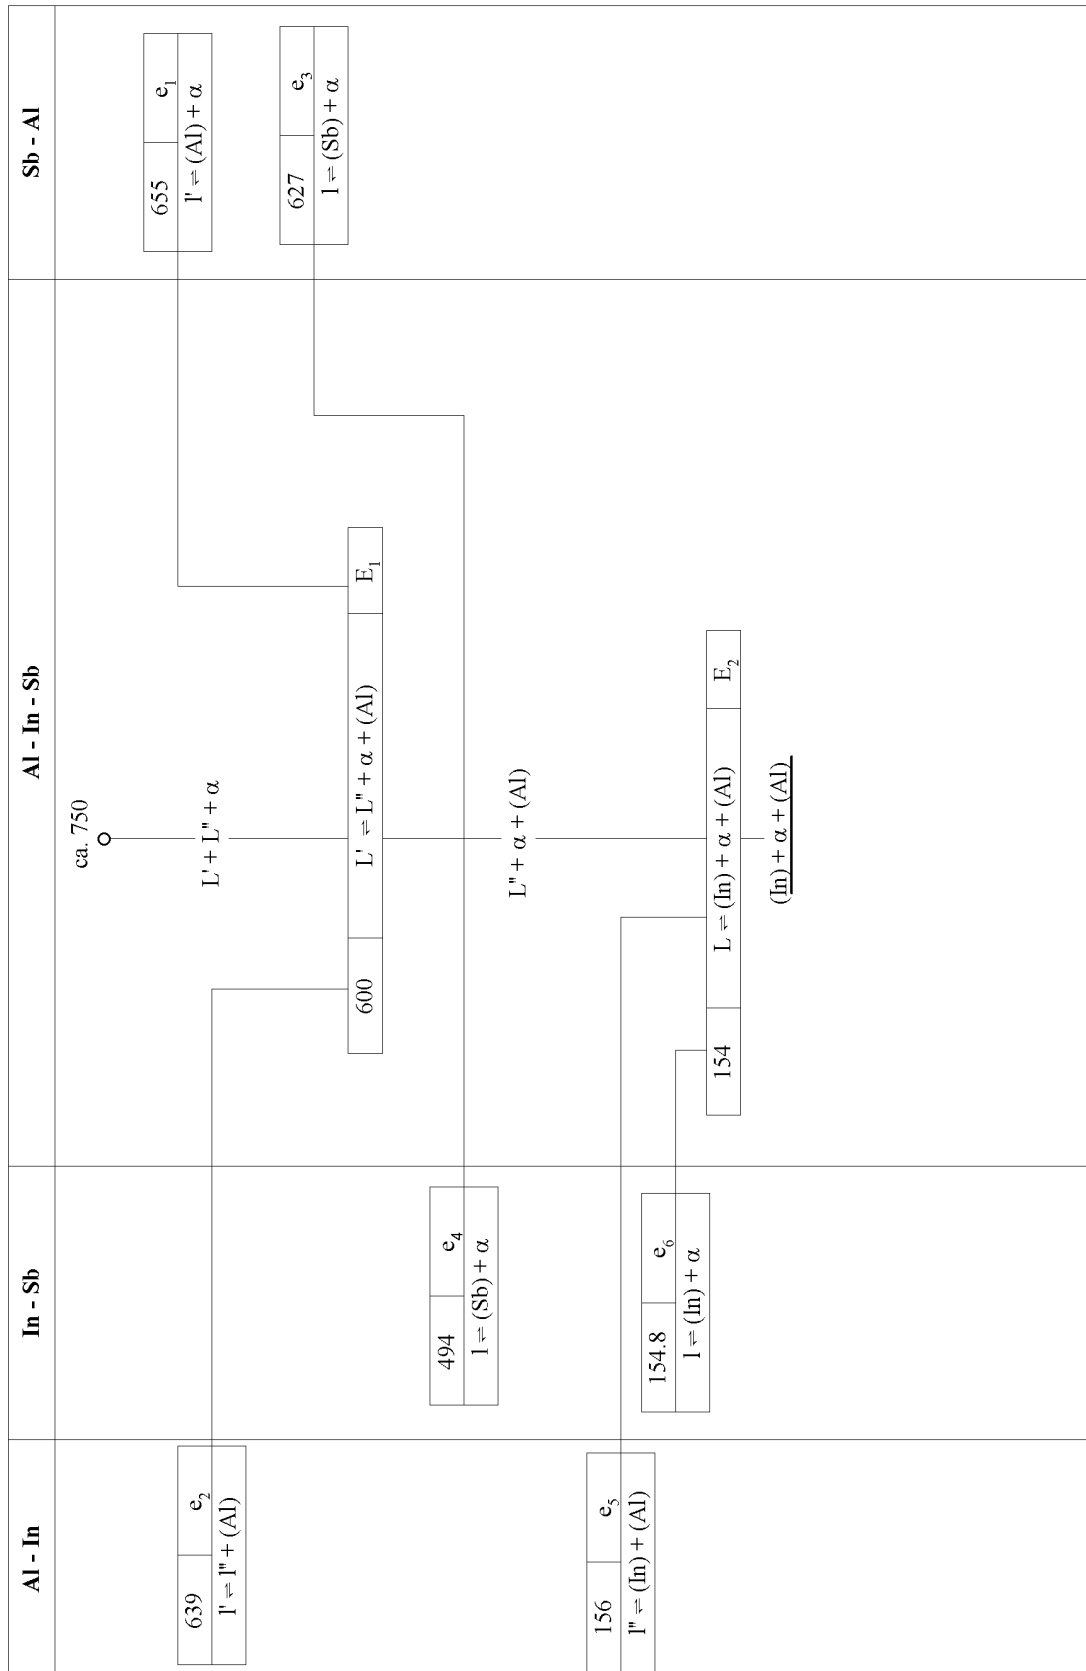 Al - In
In - Sb
Al - In - Sb
Sb - Al
ca. 750
655 e₁
l' ⇌ (Al) + α
639 e₂
l' ⇌ l'' + (Al)
L' + L'' + α
627 e₃
l ⇌ (Sb) + α
600 L' ⇌ L'' + α + (Al) E₁
494 e₄
l ⇌ (Sb) + α
L'' + α + (Al)
156 e₅
l'' ⇌ (In) + (Al)
154.8 e₆
l ⇌ (In) + α
154 L ⇌ (In) + α + (Al) E₂
(In) + α + (Al)